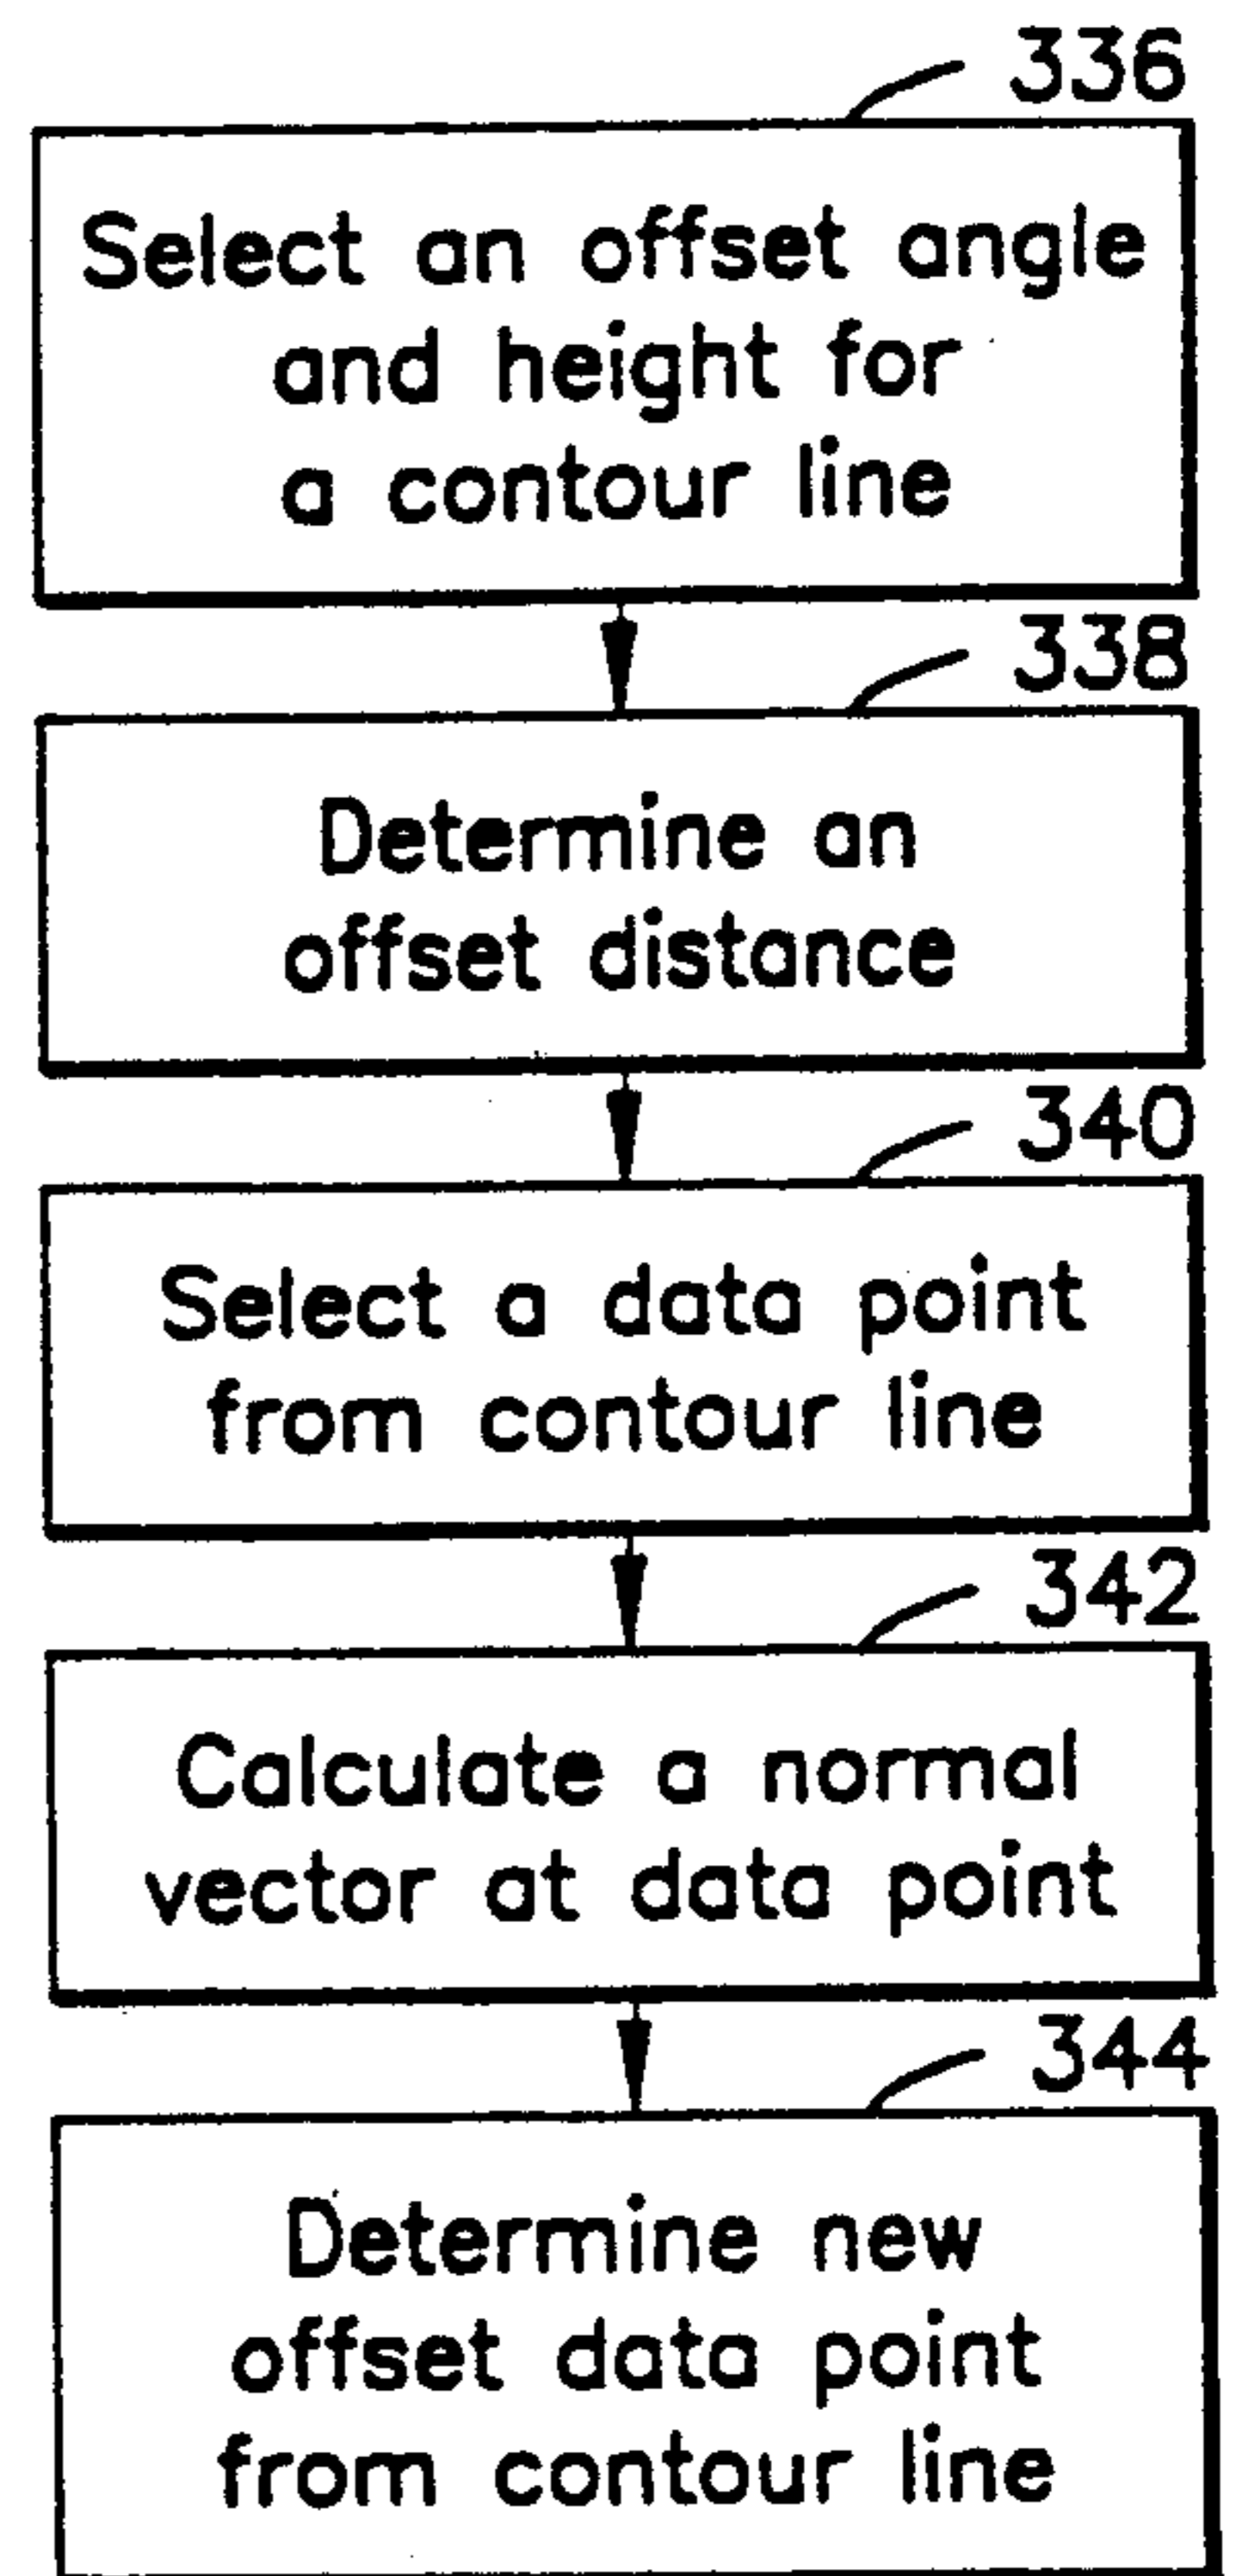 336
Select an offset angle
and height for
a contour line
338
Determine an
offset distance
340
Select a data point
from contour line
342
Calculate a normal
vector at data point
344
Determine new
offset data point
from contour line